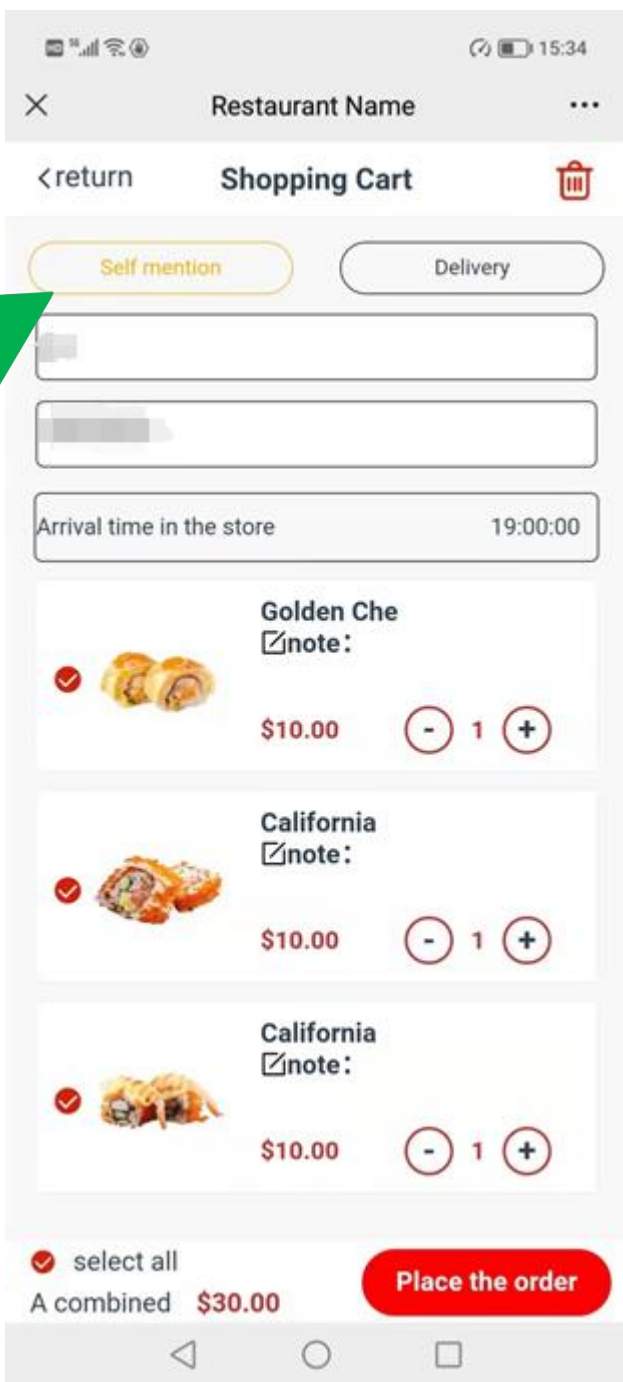 15:34
Restaurant Name
<return Shopping Cart
Self mention Delivery
Arrival time in the store 19:00:00
Golden Che
note:
$10.00 - 1 +
California
note:
$10.00 - 1 +
California
note:
$10.00 - 1 +
select all
A combined $30.00 Place the order